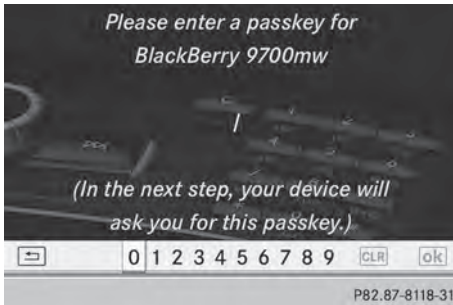 Please enter a passkey for
BlackBerry 9700mw
(In the next step, your device will
ask you for this passkey.)
0 1 2 3 4 5 6 7 8 9 CLR ok
P82.87-8118-31